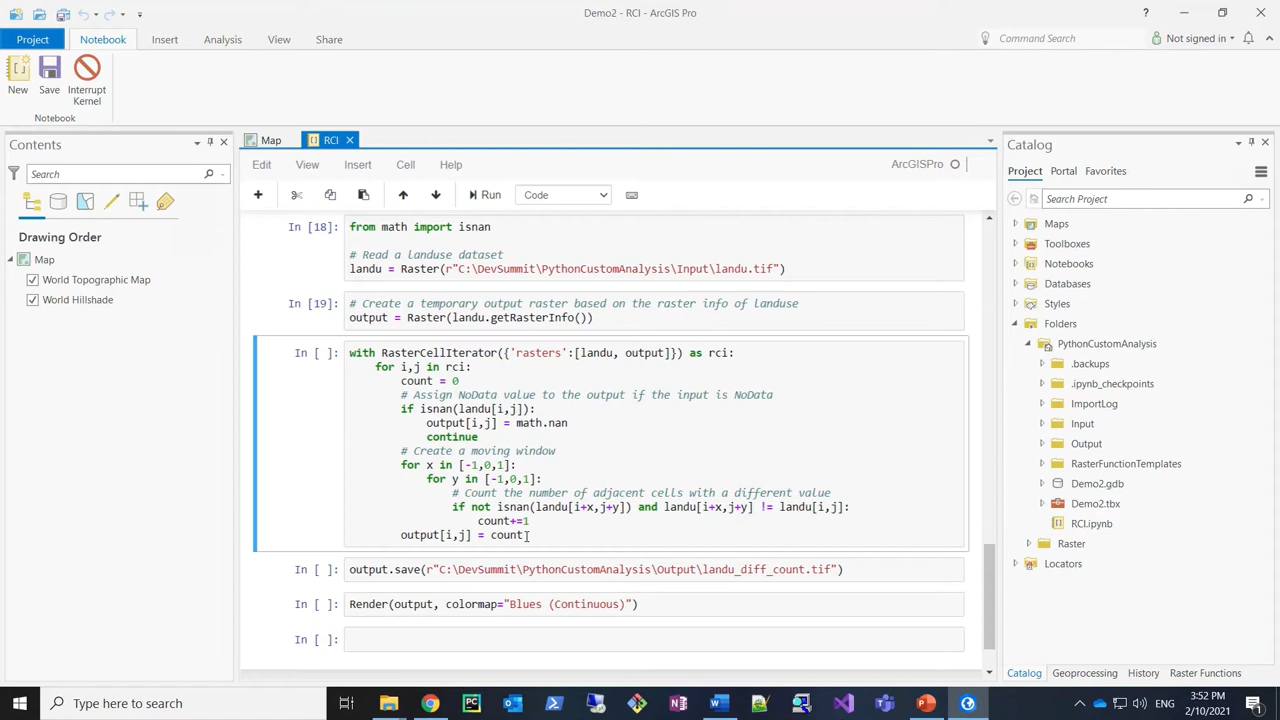 Demo2 - RCI - ArcGIS Pro
?
Project
Notebook
Insert
Analysis
View
Share
Command Search
Not signed in
New
Save
Interrupt
Kernel
Notebook
Contents
Search
Drawing Order
Map
World Topographic Map
World Hillshade
Map
RCI
Edit
View
Insert
Cell
Help
ArcGISPro
Run
Code
In [18]:
from math import isnan
# Read a landuse dataset
landu = Raster(r"C:\DevSummit\PythonCustomAnalysis\Input\landu.tif")
In [19]:
# Create a temporary output raster based on the raster info of landuse
output = Raster(landu.getRasterInfo())
In [ ]:
with RasterCellIterator({'rasters':[landu, output]}) as rci:
    for i,j in rci:
        count = 0
        # Assign NoData value to the output if the input is NoData
        if isnan(landu[i,j]):
            output[i,j] = math.nan
            continue
        # Create a moving window
        for x in [-1,0,1]:
            for y in [-1,0,1]:
                # Count the number of adjacent cells with a different value
                if not isnan(landu[i+x,j+y]) and landu[i+x,j+y] != landu[i,j]:
                    count+=1
        output[i,j] = count
In [ ]:
output.save(r"C:\DevSummit\PythonCustomAnalysis\Output\landu_diff_count.tif")
In [ ]:
Render(output, colormap="Blues (Continuous)")
In [ ]:
Catalog
Project
Portal
Favorites
Search Project
Maps
Toolboxes
Notebooks
Databases
Styles
Folders
PythonCustomAnalysis
.backups
.ipynb_checkpoints
ImportLog
Input
Output
RasterFunctionTemplates
Demo2.gdb
Demo2.tbx
RCI.ipynb
Raster
Locators
Catalog
Geoprocessing
History
Raster Functions
Type here to search
ENG
3:52 PM
2/10/2021
1